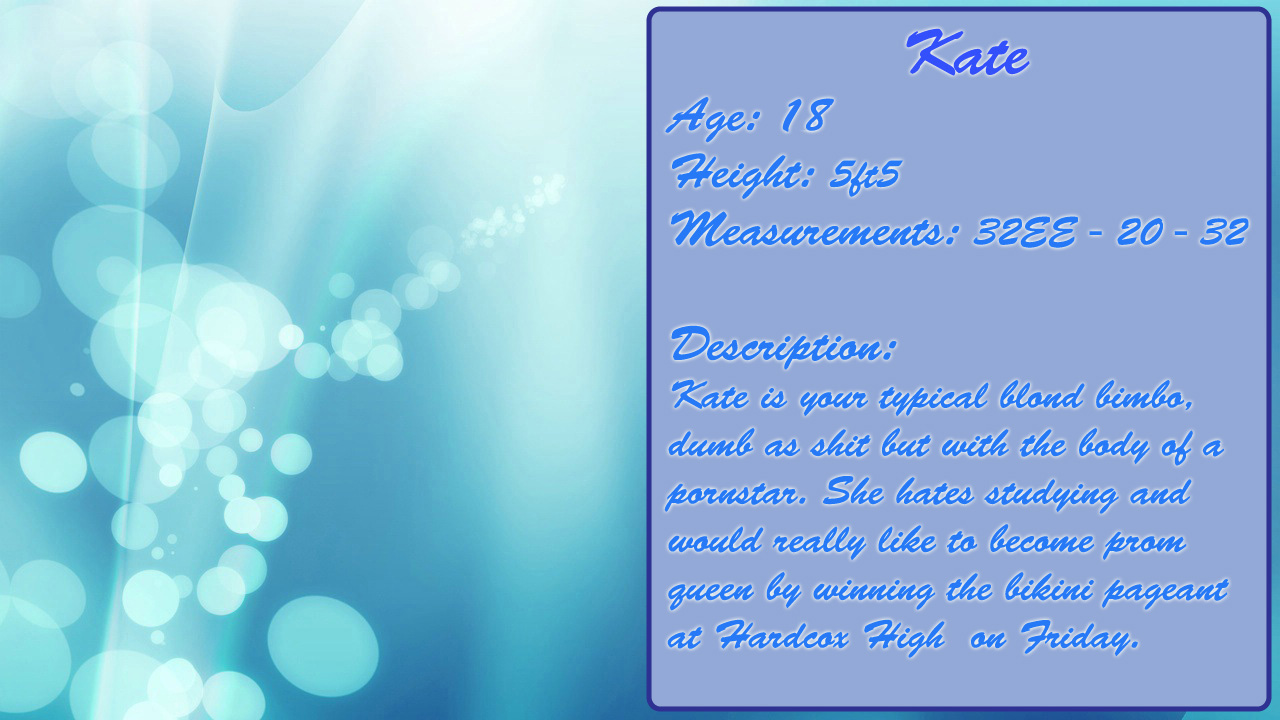 Kate
Age: 18
Height: 5ft5
Measurements: 32EE - 20 - 32
Description:
Kate is your typical blond bimbo,
dumb as shit but with the body of a
pornstar. She hates studying and
would really like to become prom
queen by winning the bikini pageant
at Hardcox High on Friday.